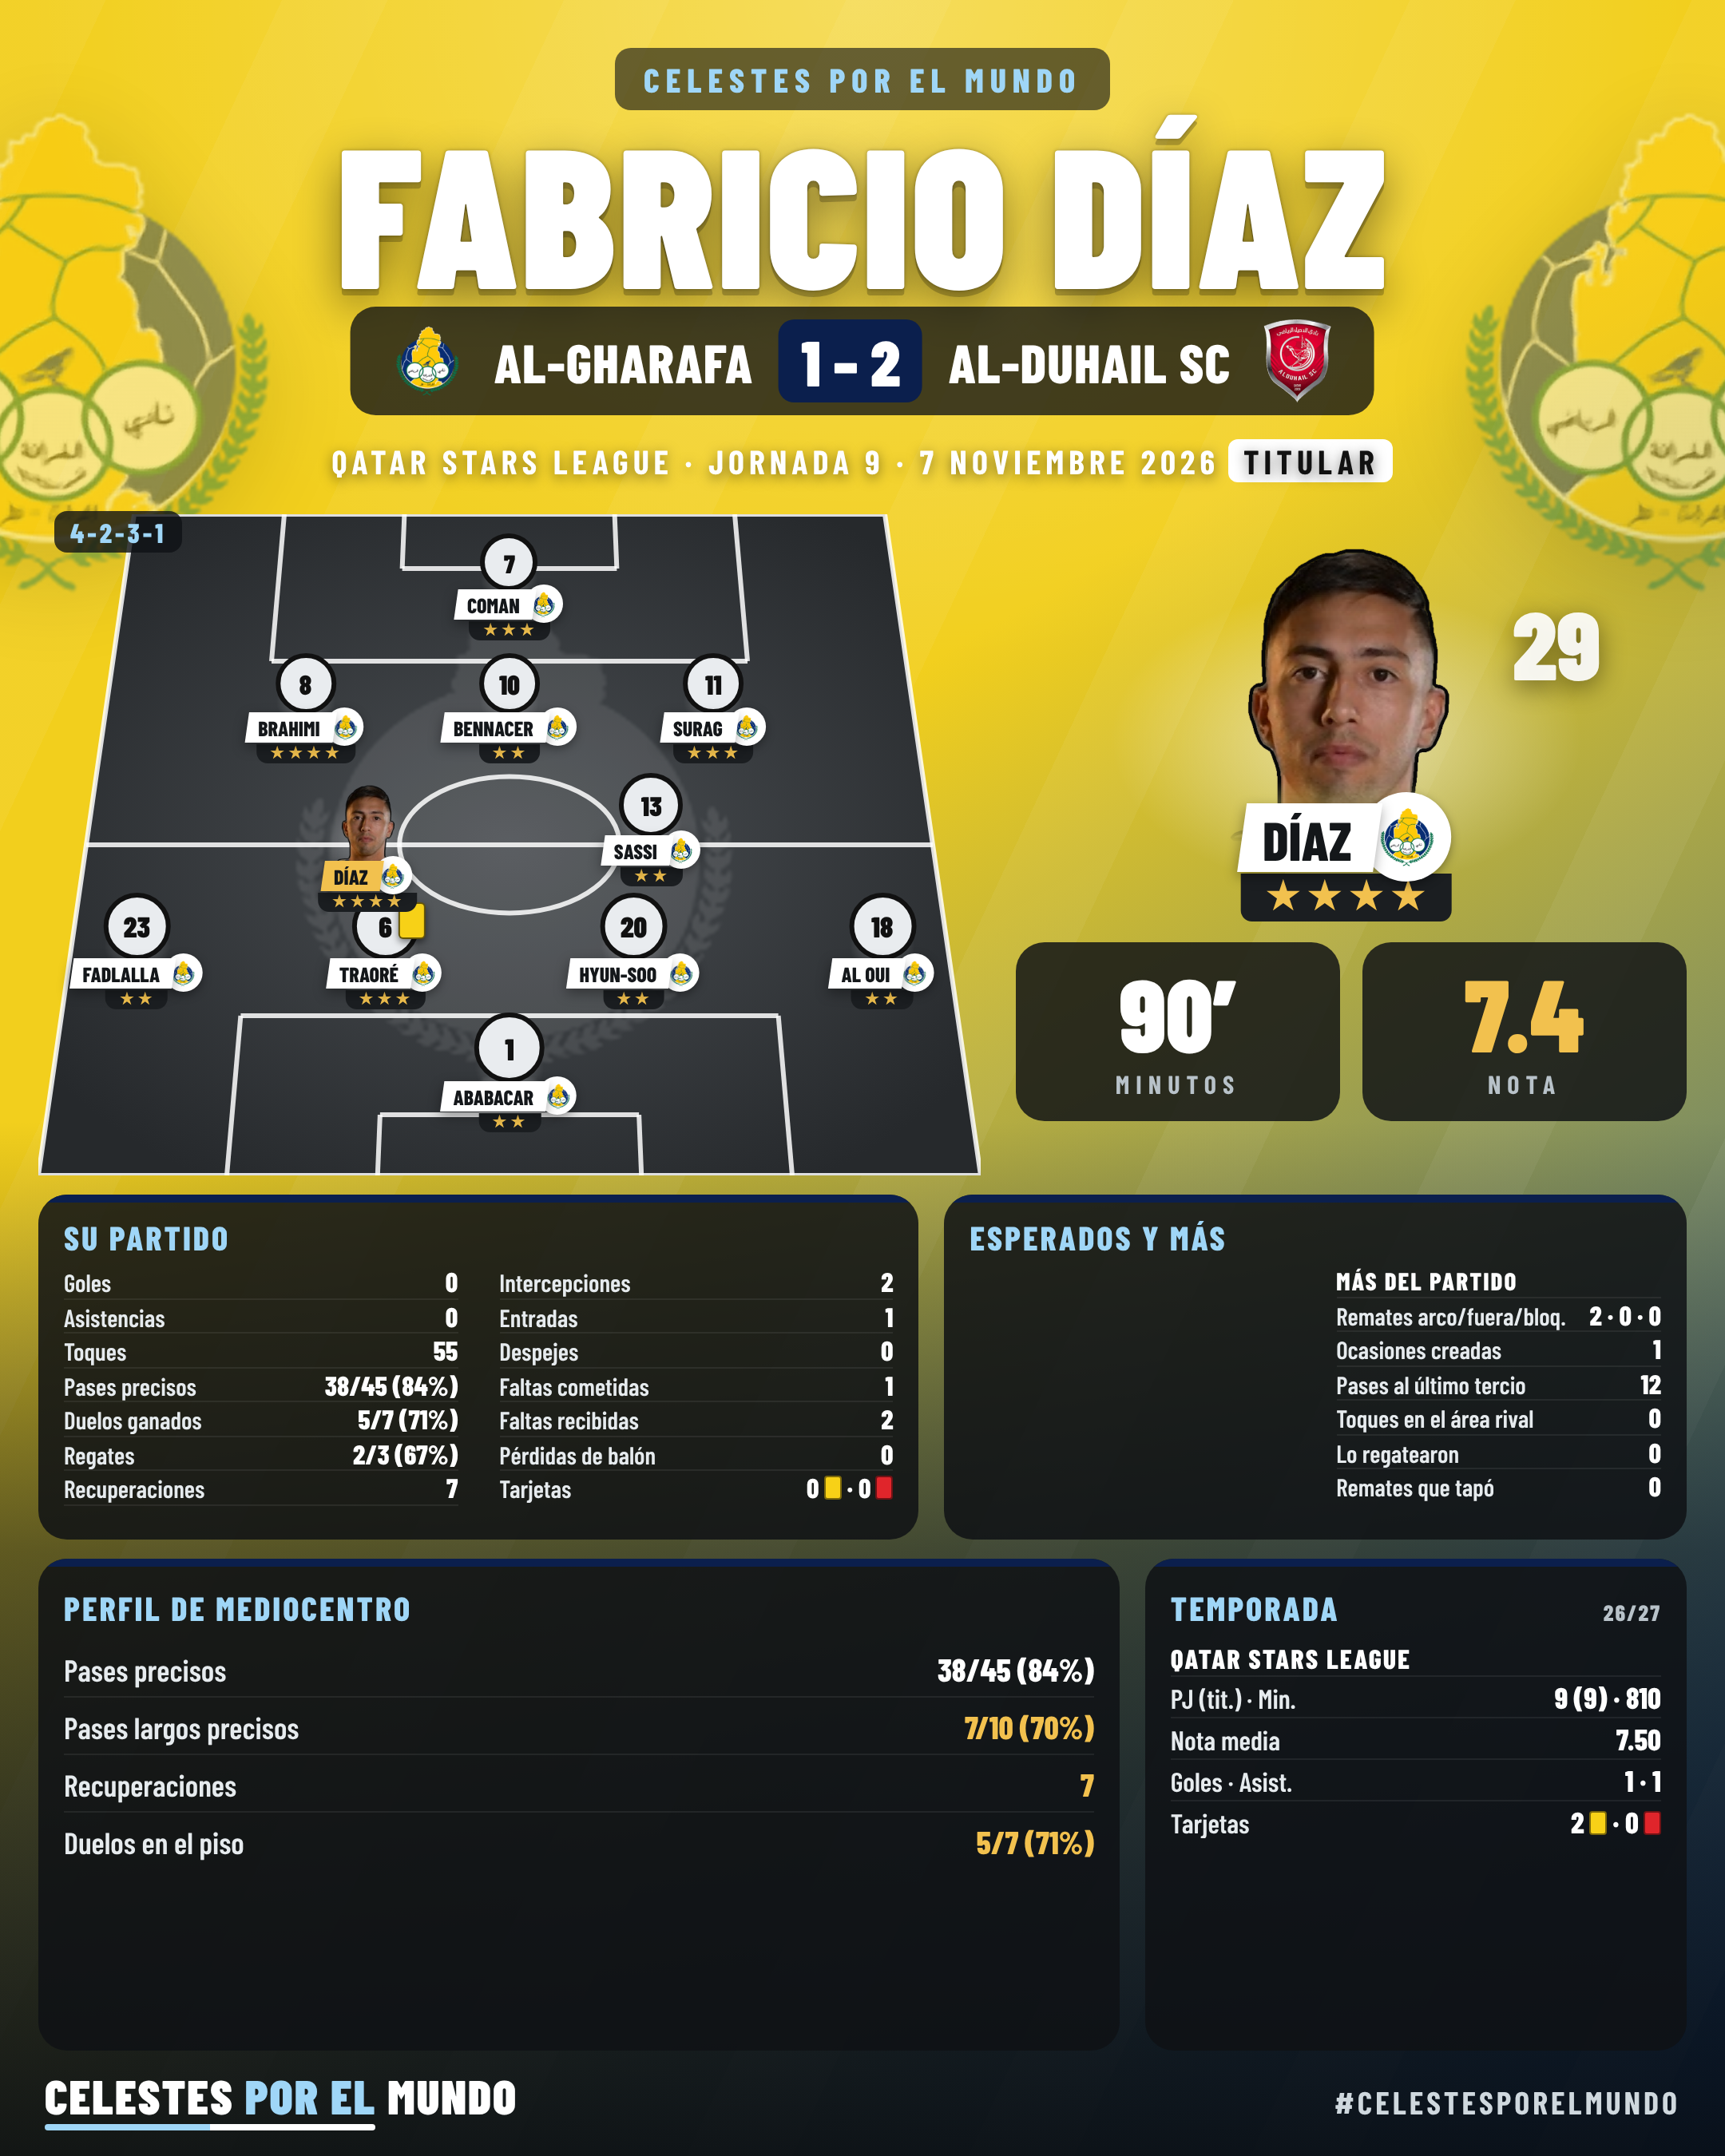 CELESTES POR EL MUNDO
FABRICIO DÍAZ
AL-GHARAFA 1 - 2 AL-DUHAIL SC
QATAR STARS LEAGUE · JORNADA 9 · 7 NOVIEMBRE 2026 TITULAR
4-2-3-1
7
COMAN
8
BRAHIMI
10
BENNACER
11
SURAG
13
SASSI
DÍAZ
23
FADLALLA
6
TRAORÉ
20
HYUN-SOO
18
AL OUI
1
ABABACAR
29
DÍAZ
90′
MINUTOS
7.4
NOTA
SU PARTIDO
Goles 0
Asistencias 0
Toques 55
Pases precisos 38/45 (84%)
Duelos ganados 5/7 (71%)
Regates 2/3 (67%)
Recuperaciones 7
Intercepciones 2
Entradas 1
Despejes 0
Faltas cometidas 1
Faltas recibidas 2
Pérdidas de balón 0
Tarjetas 0 · 0
ESPERADOS Y MÁS
MÁS DEL PARTIDO
Remates arco/fuera/bloq. 2 · 0 · 0
Ocasiones creadas 1
Pases al último tercio 12
Toques en el área rival 0
Lo regatearon 0
Remates que tapó 0
PERFIL DE MEDIOCENTRO
Pases precisos 38/45 (84%)
Pases largos precisos 7/10 (70%)
Recuperaciones 7
Duelos en el piso 5/7 (71%)
TEMPORADA 26/27
QATAR STARS LEAGUE
PJ (tit.) · Min. 9 (9) · 810
Nota media 7.50
Goles · Asist. 1 · 1
Tarjetas 2 · 0
CELESTES POR EL MUNDO
#CELESTESPORELMUNDO